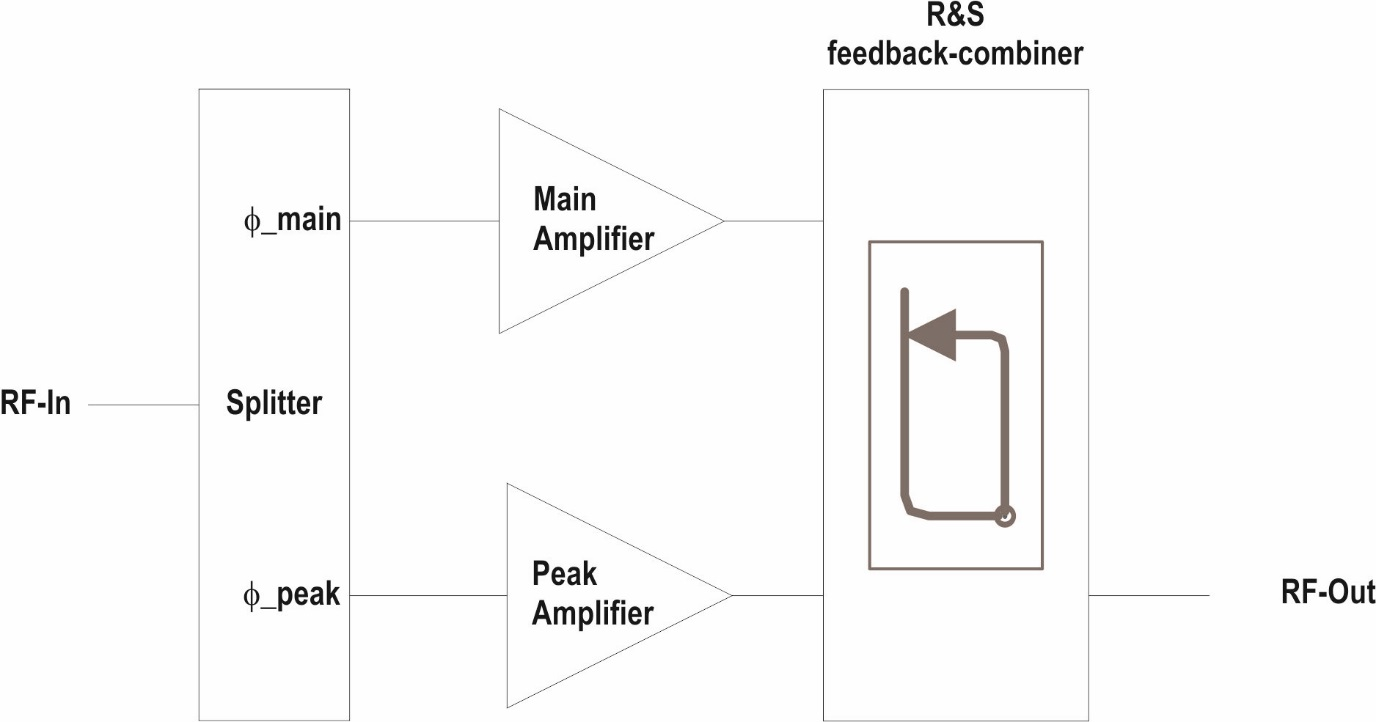 R&S
feedback-combiner
ϕ_main
Main
Amplifier
RF-In
Splitter
ϕ_peak
Peak
Amplifier
RF-Out